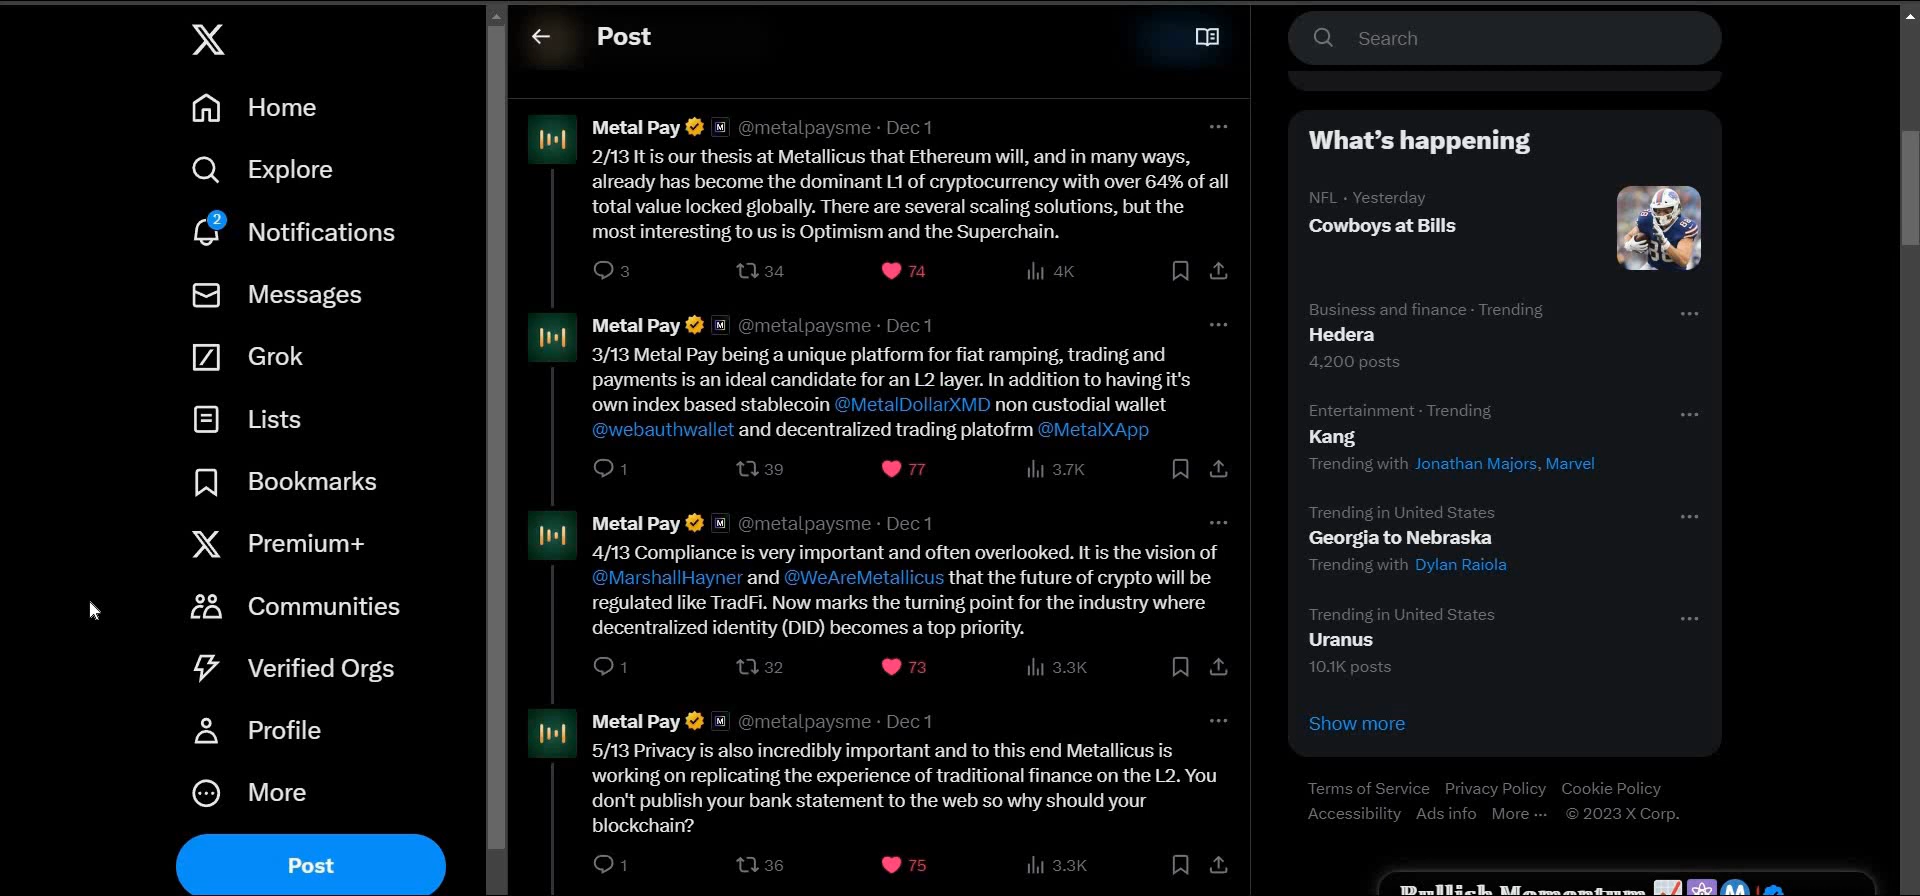 Home
Explore
2
Notifications
Messages
Grok
Lists
Bookmarks
Premium+
Communities
Verified Orgs
Profile
More
Post
Post
Metal Pay M @metalpaysme · Dec 1
2/13 It is our thesis at Metallicus that Ethereum will, and in many ways,
already has become the dominant L1 of cryptocurrency with over 64% of all
total value locked globally. There are several scaling solutions, but the
most interesting to us is Optimism and the Superchain.
3 34 74 4K
Metal Pay M @metalpaysme · Dec 1
3/13 Metal Pay being a unique platform for fiat ramping, trading and
payments is an ideal candidate for an L2 layer. In addition to having it's
own index based stablecoin @MetalDollarXMD non custodial wallet
@webauthwallet and decentralized trading platofrm @MetalXApp
1 39 77 3.7K
Metal Pay M @metalpaysme · Dec 1
4/13 Compliance is very important and often overlooked. It is the vision of
@MarshallHayner and @WeAreMetallicus that the future of crypto will be
regulated like TradFi. Now marks the turning point for the industry where
decentralized identity (DID) becomes a top priority.
1 32 73 3.3K
Metal Pay M @metalpaysme · Dec 1
5/13 Privacy is also incredibly important and to this end Metallicus is
working on replicating the experience of traditional finance on the L2. You
don't publish your bank statement to the web so why should your
blockchain?
1 36 75 3.3K
Search
What's happening
NFL · Yesterday
Cowboys at Bills
Business and finance · Trending
Hedera
4,200 posts
Entertainment · Trending
Kang
Trending with Jonathan Majors, Marvel
Trending in United States
Georgia to Nebraska
Trending with Dylan Raiola
Trending in United States
Uranus
10.1K posts
Show more
Terms of Service Privacy Policy Cookie Policy
Accessibility Ads info More ··· © 2023 X Corp.
Bullish Momentum